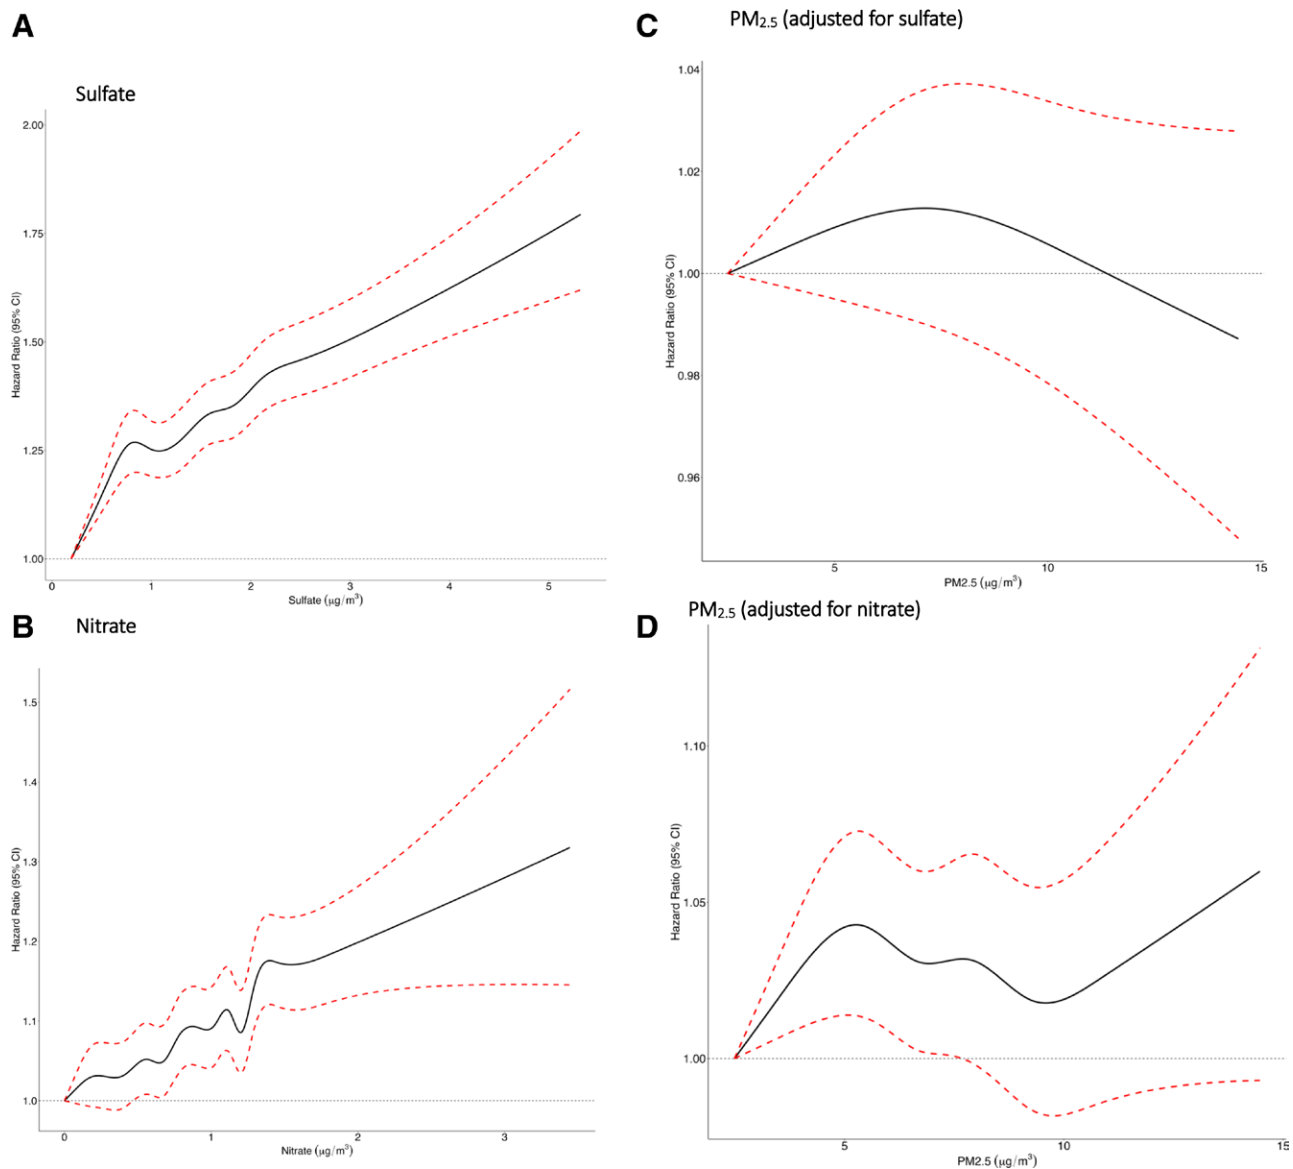 A
Sulfate
Hazard Ratio (95% CI)
2.00
1.75
1.50
1.25
1.00
0
1
2
3
4
5
Sulfate (μg/m³)
B
Nitrate
Hazard Ratio (95% CI)
1.5
1.4
1.3
1.2
1.1
1.0
0
1
2
3
Nitrate (μg/m³)
C
PM₂.₅ (adjusted for sulfate)
Hazard Ratio (95% CI)
1.04
1.02
1.00
0.98
0.96
5
10
15
PM2.5 (μg/m³)
D
PM₂.₅ (adjusted for nitrate)
Hazard Ratio (95% CI)
1.10
1.05
1.00
5
10
15
PM2.5 (μg/m³)